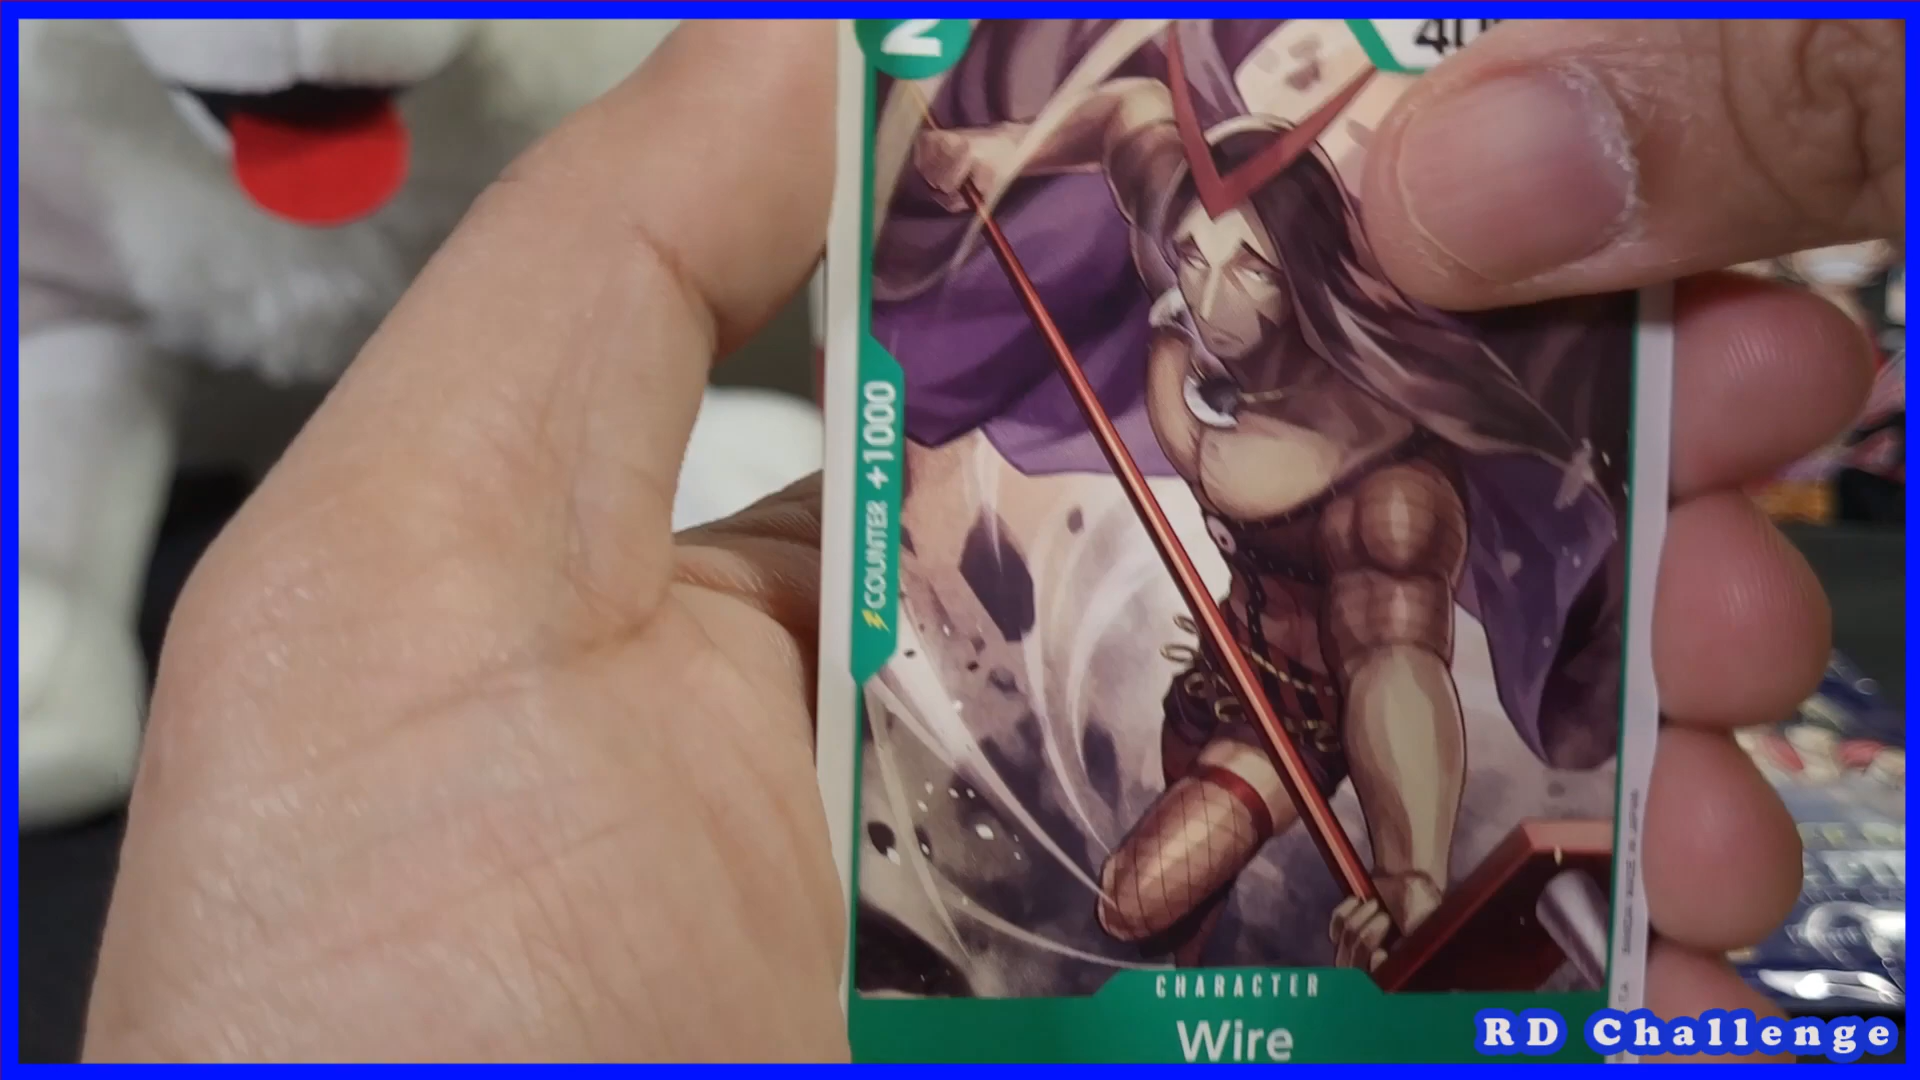 2
COUNTER +1000
CHARACTER
Wire
RD Challenge